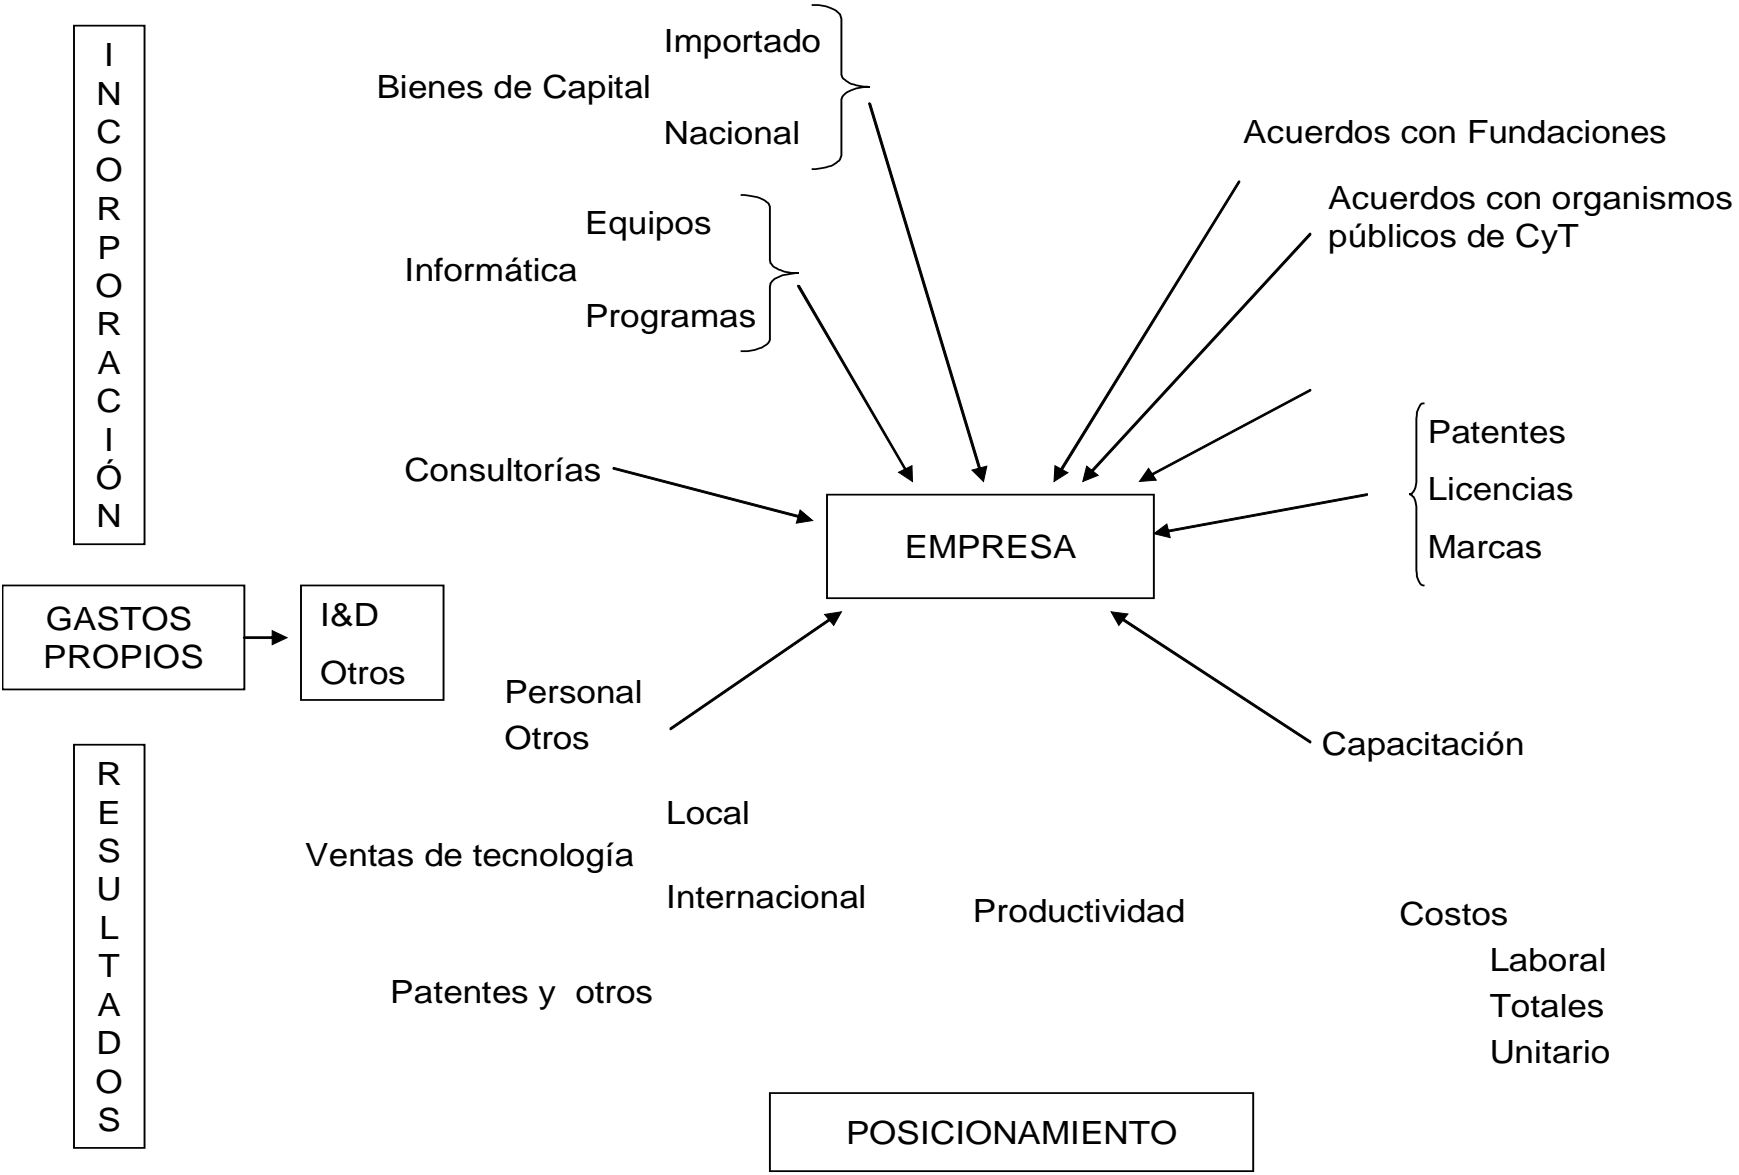 INCORPORACIÓN
Importado
Bienes de Capital
Nacional
Equipos
Informática
Programas
Consultorías
Acuerdos con Fundaciones
Acuerdos con organismos
públicos de CyT
Patentes
Licencias
Marcas
EMPRESA
GASTOS
PROPIOS
I&D
Otros
Personal
Otros
Capacitación
RESULTADOS
Local
Ventas de tecnología
Internacional
Patentes y  otros
Productividad
Costos
Laboral
Totales
Unitario
POSICIONAMIENTO